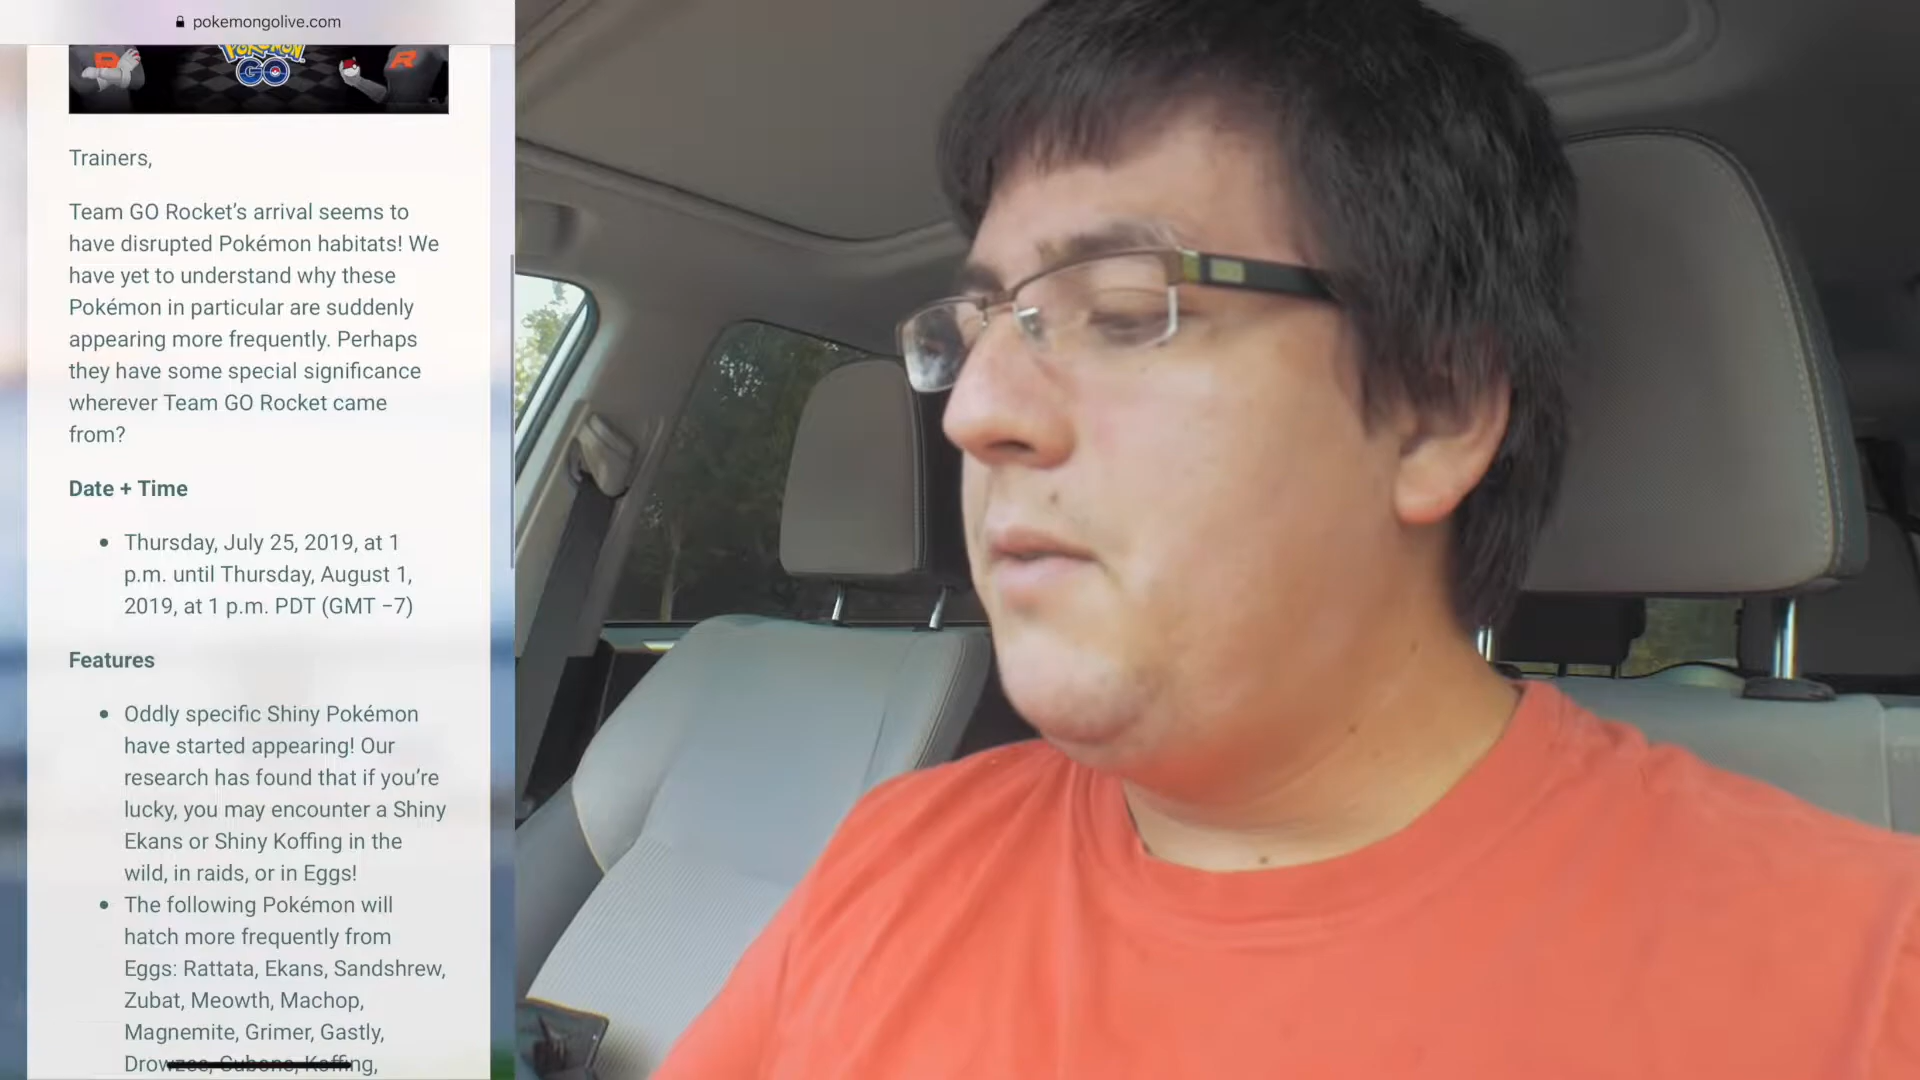 pokemongolive.com
POKÉMON
GO
R
R
Trainers,
Team GO Rocket’s arrival seems to
have disrupted Pokémon habitats! We
have yet to understand why these
Pokémon in particular are suddenly
appearing more frequently. Perhaps
they have some special significance
wherever Team GO Rocket came
from?
Date + Time
• Thursday, July 25, 2019, at 1
p.m. until Thursday, August 1,
2019, at 1 p.m. PDT (GMT −7)
Features
• Oddly specific Shiny Pokémon
have started appearing! Our
research has found that if you’re
lucky, you may encounter a Shiny
Ekans or Shiny Koffing in the
wild, in raids, or in Eggs!
• The following Pokémon will
hatch more frequently from
Eggs: Rattata, Ekans, Sandshrew,
Zubat, Meowth, Machop,
Magnemite, Grimer, Gastly,
Drowzee, Cubone, Koffing,